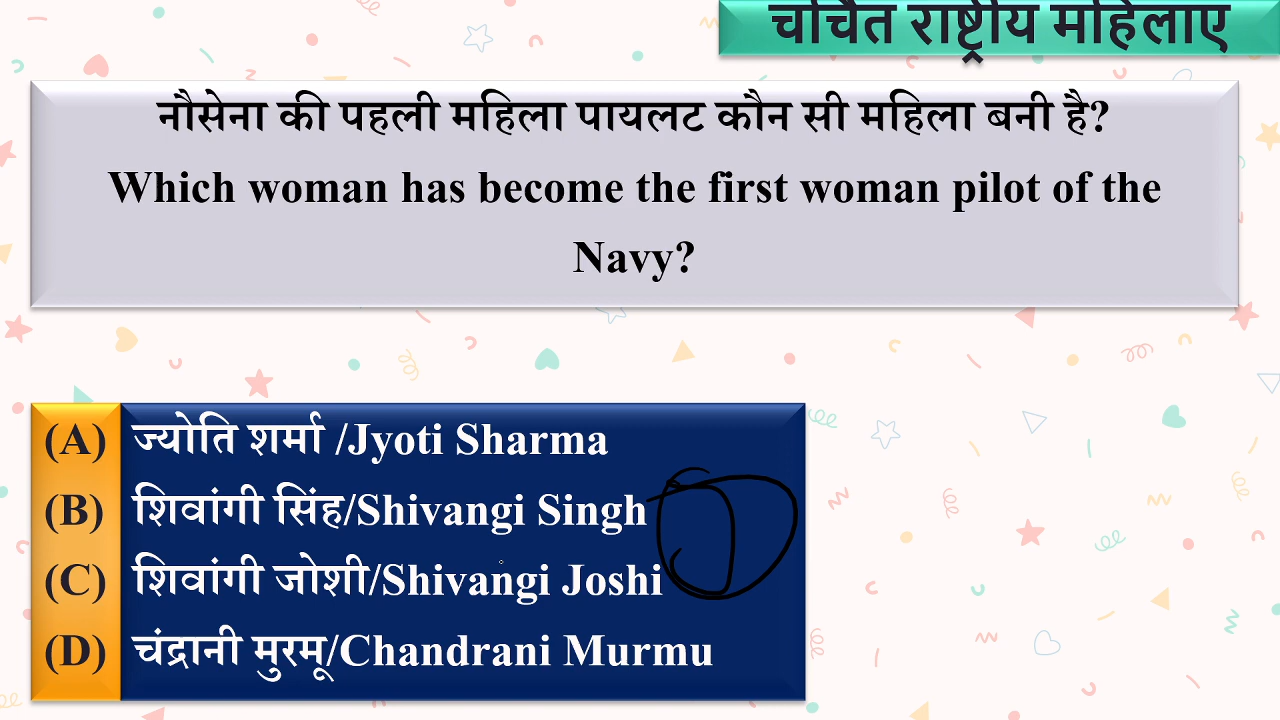 चर्चित राष्ट्रीय महिलाए
नौसेना की पहली महिला पायलट कौन सी महिला बनी है?
Which woman has become the first woman pilot of the
Navy?
(A) ज्योति शर्मा /Jyoti Sharma
(B) शिवांगी सिंह/Shivangi Singh
(C) शिवांगी जोशी/Shivangi Joshi
(D) चंद्रानी मुरमू/Chandrani Murmu